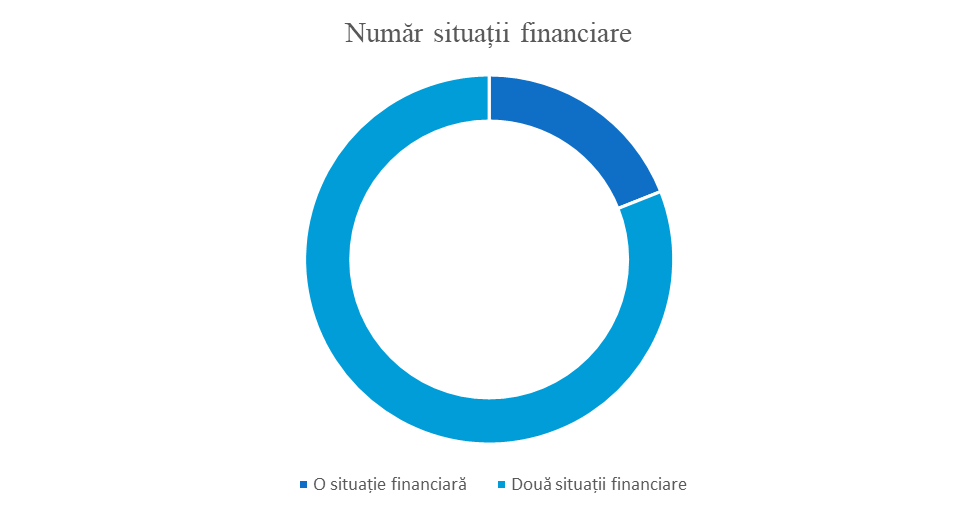 Număr situații financiare
O situație financiară
Două situații financiare